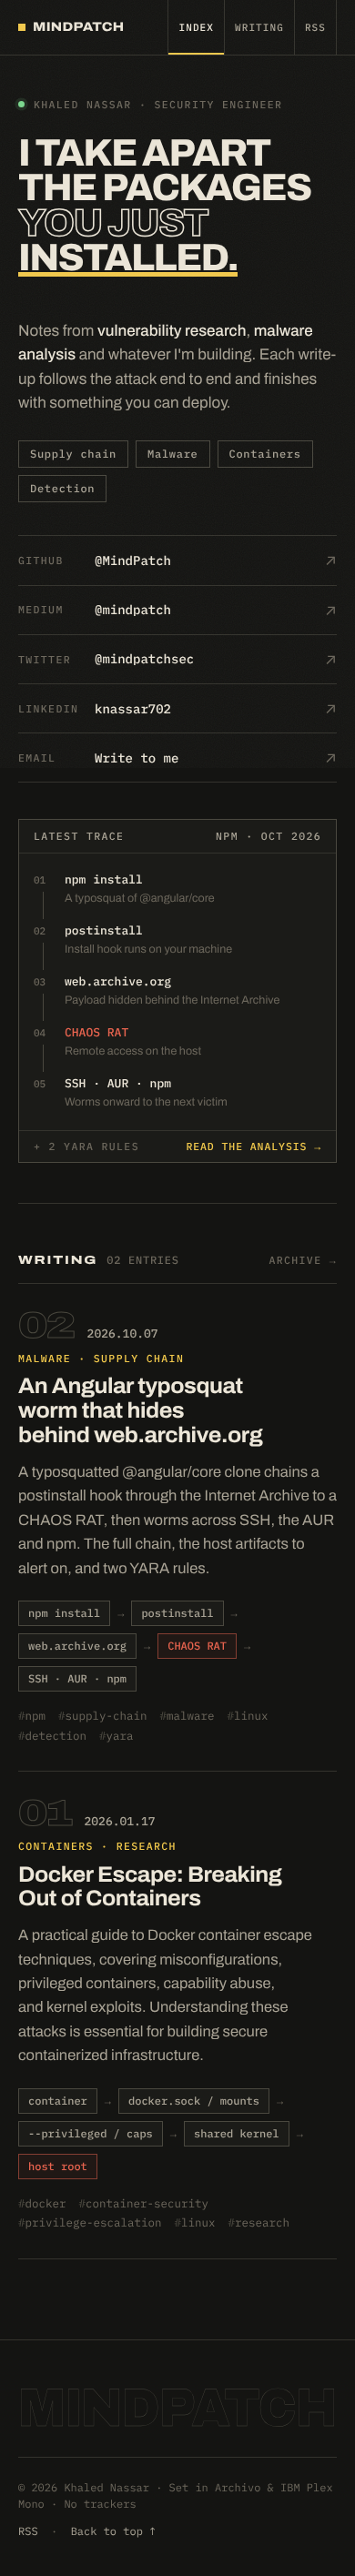 MINDPATCH INDEX WRITING RSS
KHALED NASSAR · SECURITY ENGINEER
I TAKE APART
THE PACKAGES
YOU JUST
INSTALLED.
Notes from vulnerability research, malware
analysis and whatever I'm building. Each write-
up follows the attack end to end and finishes
with something you can deploy.
Supply chain Malware Containers
Detection
GITHUB @MindPatch ↗
MEDIUM @mindpatch ↗
TWITTER @mindpatchsec ↗
LINKEDIN knassar702 ↗
EMAIL Write to me ↗
LATEST TRACE NPM · OCT 2026
01 npm install
A typosquat of @angular/core
02 postinstall
Install hook runs on your machine
03 web.archive.org
Payload hidden behind the Internet Archive
04 CHAOS RAT
Remote access on the host
05 SSH · AUR · npm
Worms onward to the next victim
+ 2 YARA RULES READ THE ANALYSIS →
WRITING 02 ENTRIES ARCHIVE →
02 2026.10.07
MALWARE · SUPPLY CHAIN
An Angular typosquat
worm that hides
behind web.archive.org
A typosquatted @angular/core clone chains a
postinstall hook through the Internet Archive to a
CHAOS RAT, then worms across SSH, the AUR
and npm. The full chain, the host artifacts to
alert on, and two YARA rules.
npm install → postinstall →
web.archive.org → CHAOS RAT →
SSH · AUR · npm
#npm #supply-chain #malware #linux
#detection #yara
01 2026.01.17
CONTAINERS · RESEARCH
Docker Escape: Breaking
Out of Containers
A practical guide to Docker container escape
techniques, covering misconfigurations,
privileged containers, capability abuse,
and kernel exploits. Understanding these
attacks is essential for building secure
containerized infrastructure.
container → docker.sock / mounts →
--privileged / caps → shared kernel →
host root
#docker #container-security
#privilege-escalation #linux #research
MINDPATCH
© 2026 Khaled Nassar · Set in Archivo & IBM Plex
Mono · No trackers
RSS · Back to top ↑